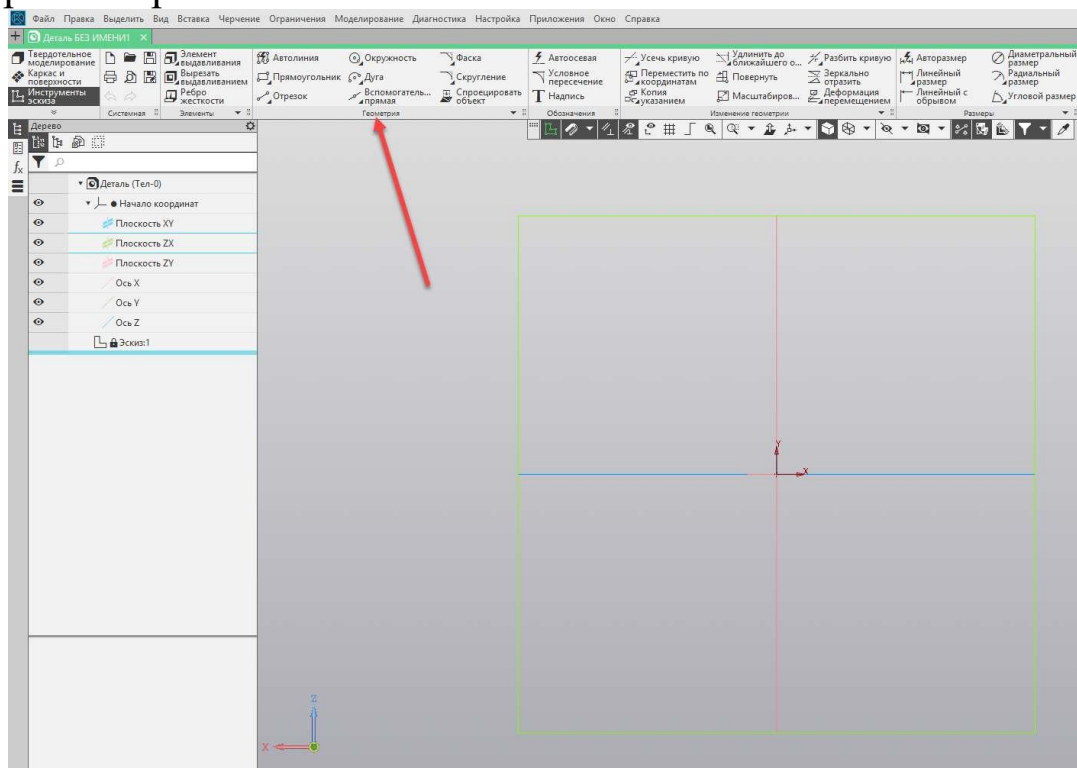 Файл Правка Выделить Вид Вставка Черчение Ограничения Моделирование Диагностика Настройка Приложения Окно Справка
Деталь БЕЗ ИМЕНИ1 ×
Твердотельное моделирование
Каркас и поверхности
Инструменты эскиза
Системная
Элемент выдавливания
Вырезать выдавливанием
Ребро жесткости
Элементы
Автолиния Окружность Фаска
Прямоугольник Дуга Скругление
Отрезок Вспомогатель... прямая Спроецировать объект
Геометрия
Автоосевая
Условное пересечение
Надпись
Обозначения
Усечь кривую Удлинить до ближайшего о... Разбить кривую
Переместить по координатам Повернуть Зеркально отразить
Копия указанием Масштабиров... Деформация перемещением
Изменение геометрии
Авторазмер Диаметральный размер
Линейный размер Радиальный размер
Линейный с обрывом Угловой размер
Размеры
Дерево
Деталь (Тел-0)
Начало координат
Плоскость XY
Плоскость ZX
Плоскость ZY
Ось X
Ось Y
Ось Z
Эскиз:1
Y
X
Z
X